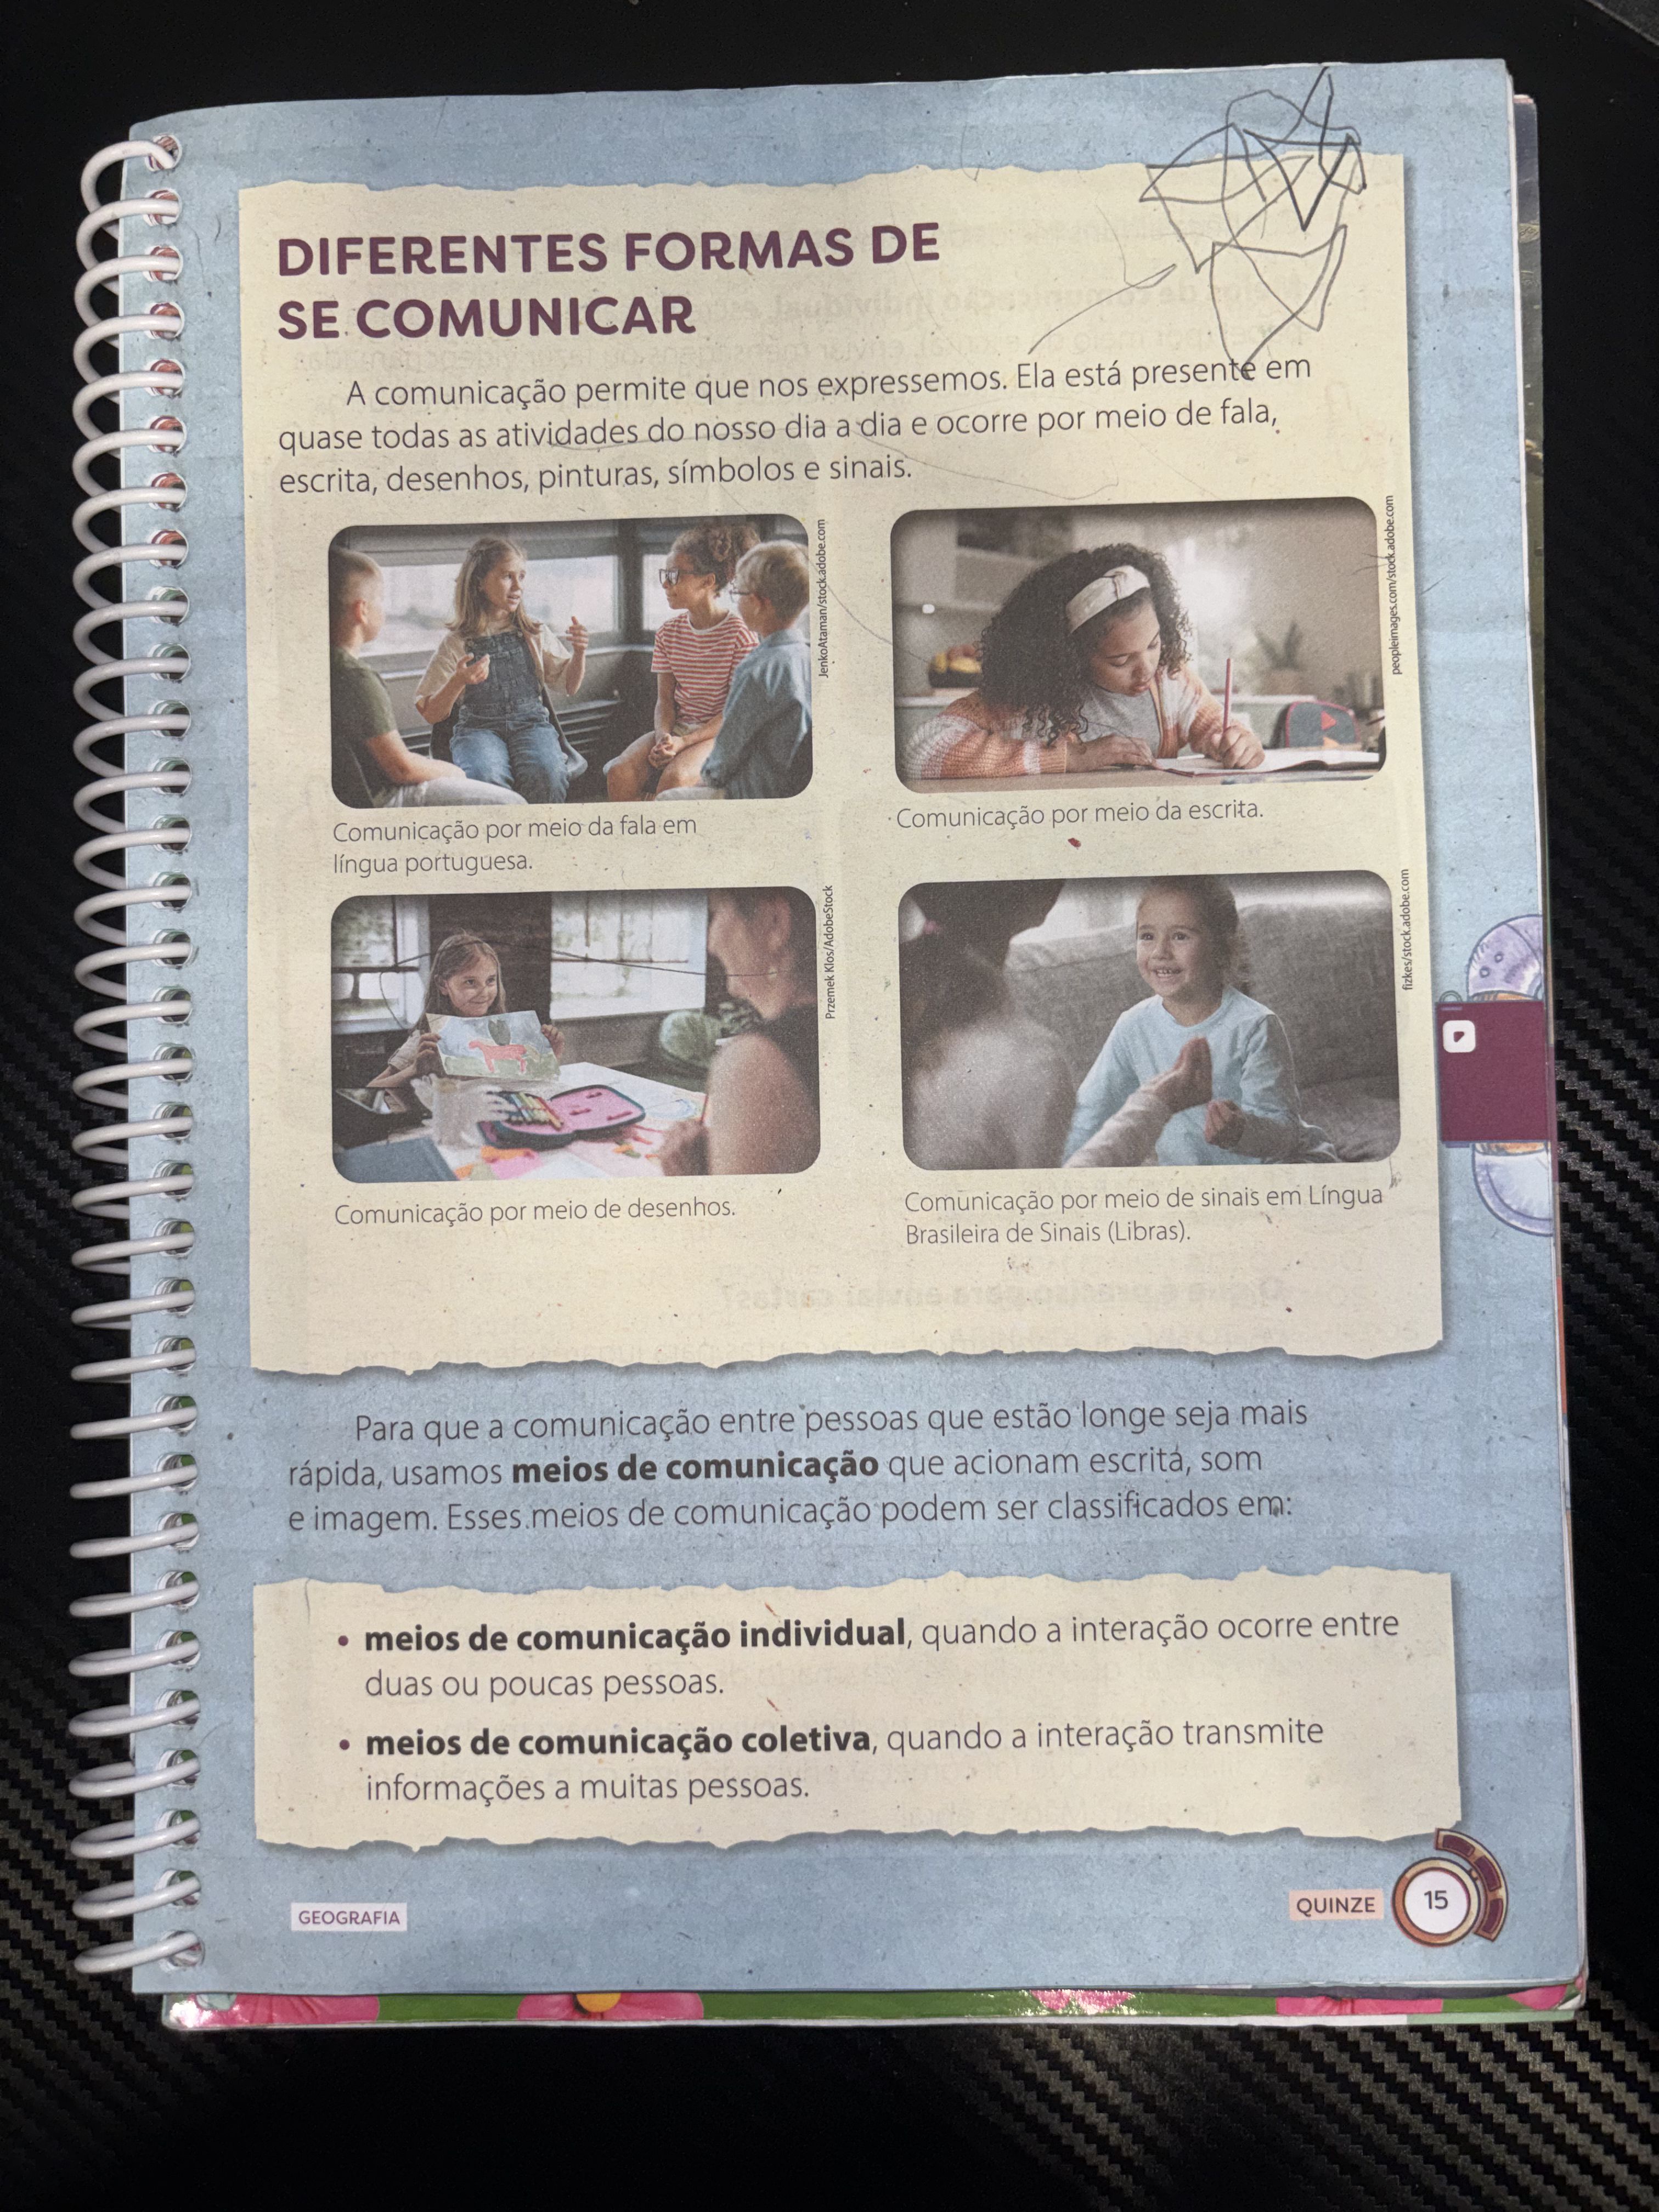 DIFERENTES FORMAS DE
SE COMUNICAR
A comunicação permite que nos expressemos. Ela está presente em
quase todas as atividades do nosso dia a dia e ocorre por meio de fala,
escrita, desenhos, pinturas, símbolos e sinais.
JenkoAtaman/stock.adobe.com
peopleimages.com/stock.adobe.com
Comunicação por meio da fala em
língua portuguesa.
Comunicação por meio da escrita.
Przemek Klos/AdobeStock
fizkes/stock.adobe.com
Comunicação por meio de desenhos.
Comunicação por meio de sinais em Língua
Brasileira de Sinais (Libras).
Para que a comunicação entre pessoas que estão longe seja mais
rápida, usamos meios de comunicação que acionam escrita, som
e imagem. Esses meios de comunicação podem ser classificados em:
• meios de comunicação individual, quando a interação ocorre entre
duas ou poucas pessoas.
• meios de comunicação coletiva, quando a interação transmite
informações a muitas pessoas.
GEOGRAFIA
QUINZE 15